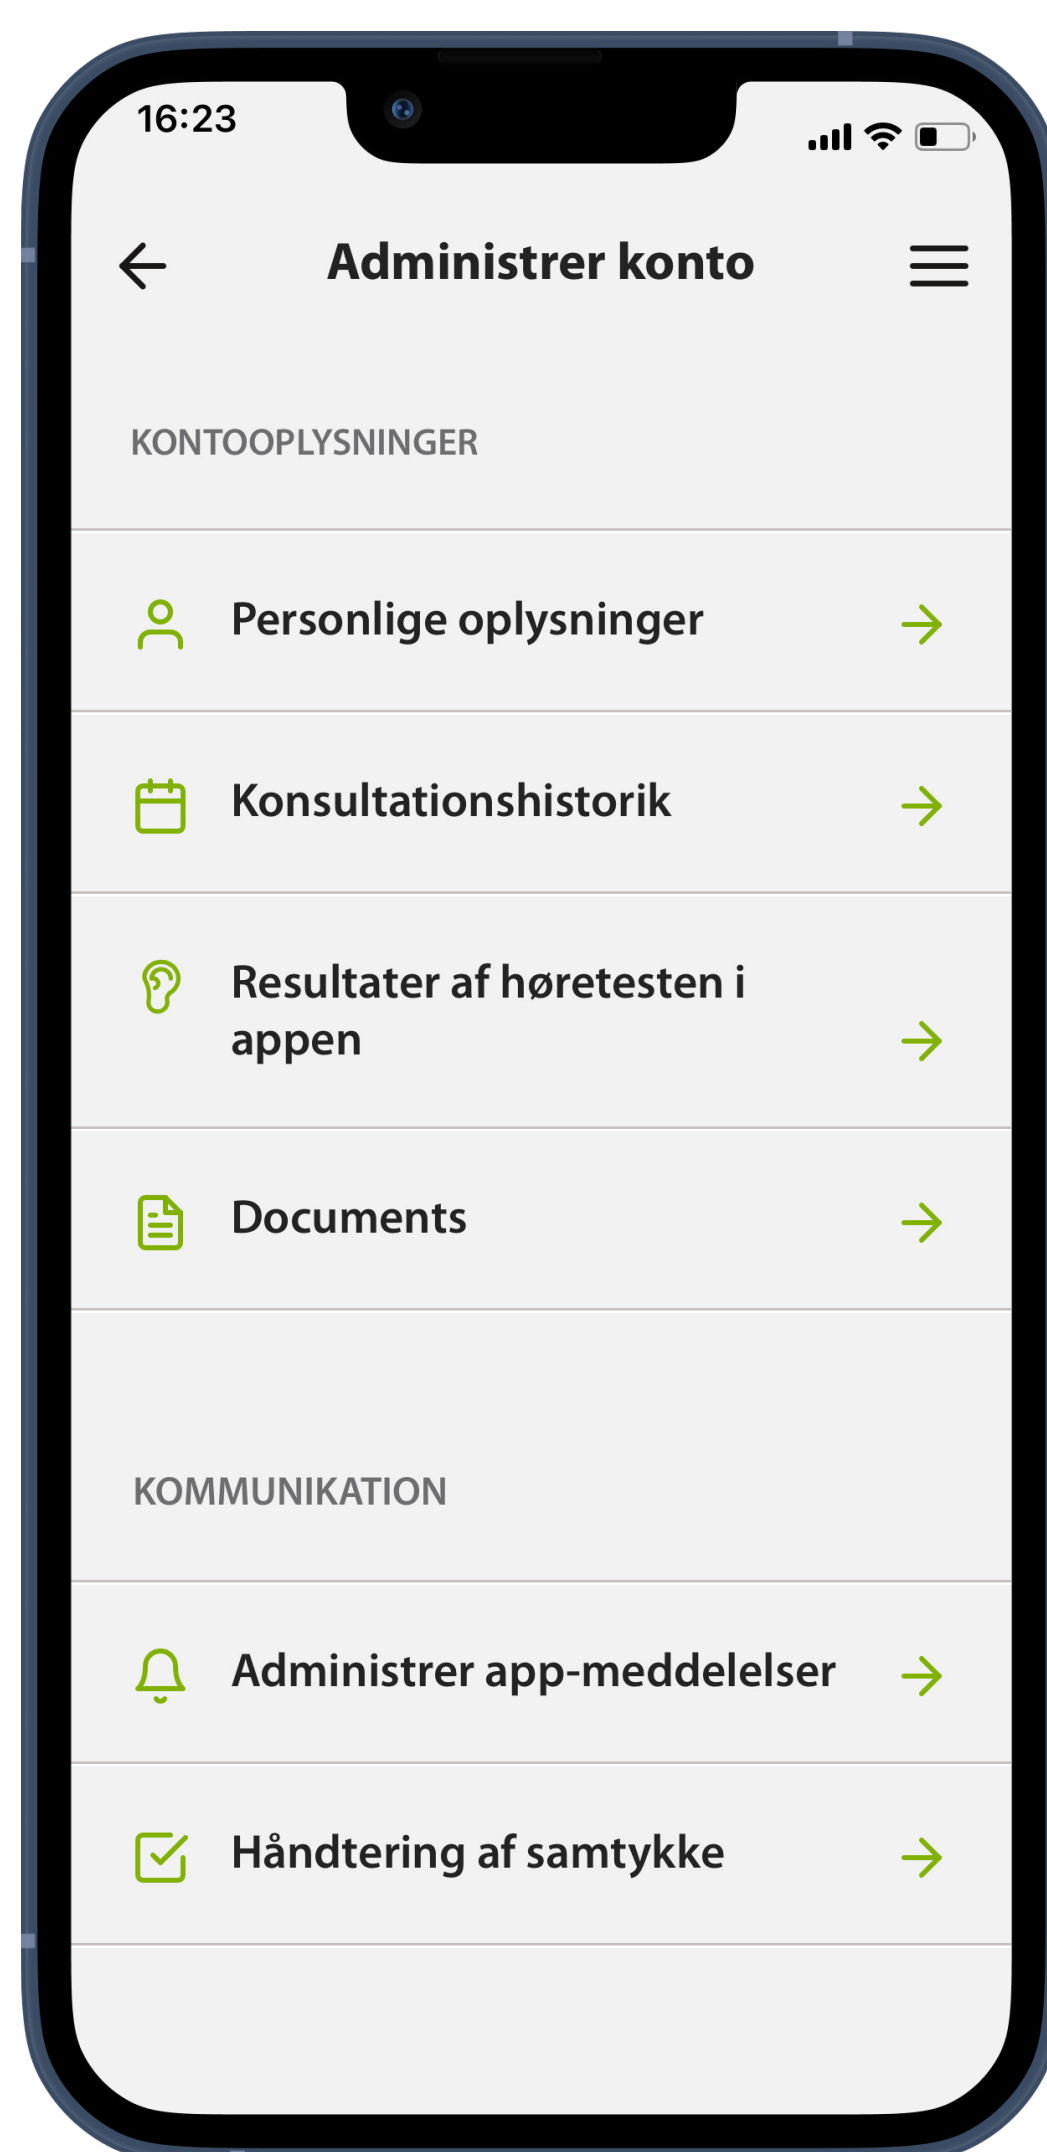 16:23
Administrer konto
KONTOOPLYSNINGER
Personlige oplysninger
Konsultationshistorik
Resultater af høretesten i
appen
Documents
KOMMUNIKATION
Administrer app-meddelelser
Håndtering af samtykke